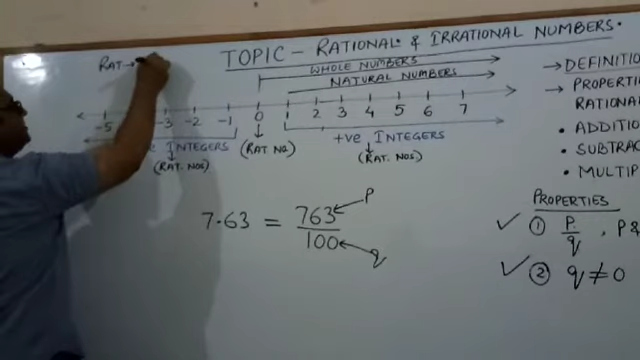 TOPIC - RATIONAL & IRRATIONAL NUMBERS.
RAT →
WHOLE NUMBERS
NATURAL NUMBERS
-5 -3 -2 -1 0 1 2 3 4 5 6 7
INTEGERS
(RAT NOS)
(RAT NO)
+ve INTEGERS
(RAT NOS)
→ DEFINITIO
→ PROPERTI
RATIONAL
• ADDITIO
• SUBTRAC
• MULTIP
7.63 = 763/100
P
q
PROPERTIES
✓ ① P/q , P &
✓ ② q ≠ 0